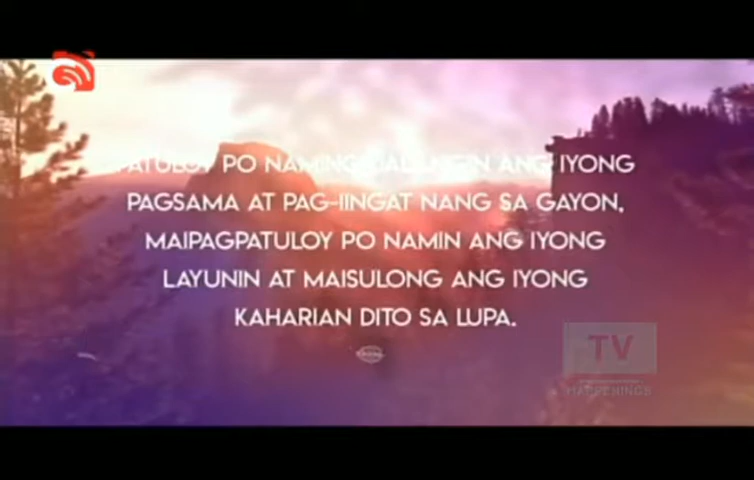 PATULOY PO NAMING DALANGIN ANG IYONG
PAGSAMA AT PAG-IINGAT NANG SA GAYON,
MAIPAGPATULOY PO NAMIN ANG IYONG
LAYUNIN AT MAISULONG ANG IYONG
KAHARIAN DITO SA LUPA.
TV
HAPPENINGS